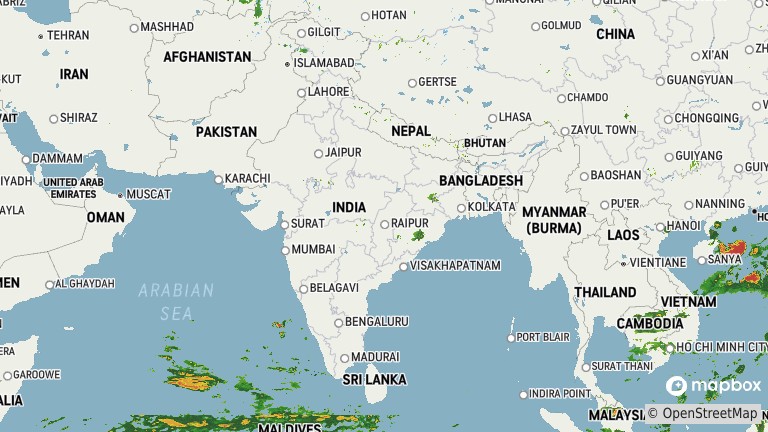 ABRIZ
MASHHAD
HOTAN
GOLMUD
TEHRAN
GILGIT
CHINA
AFGHANISTAN
ISLAMABAD
XI'AN
IRAN
GERTSE
GUANGYUAN
KUT
LAHORE
CHAMDO
LHASA
SHIRAZ
CHONGQING
PAKISTAN
NEPAL
ZAYUL TOWN
BHUTAN
DAMMAM
JAIPUR
GUIYANG
BAOSHAN
KARACHI
BANGLADESH
UNITED ARAB
EMIRATES
MUSCAT
INDIA
KOLKATA
PU'ER
NANNING
OMAN
MYANMAR
(BURMA)
SURAT
RAIPUR
HANOI
LAOS
MUMBAI
SANYA
VISAKHAPATNAM
VIENTIANE
AL GHAYDAH
ARABIAN
SEA
BELAGAVI
THAILAND
VIETNAM
BENGALURU
CAMBODIA
PORT BLAIR
HO CHI MINH CITY
MADURAI
SURAT THANI
GAROOWE
SRI LANKA
mapbox
INDIRA POINT
MALAYSI
© OpenStreetMap
MALDIVES